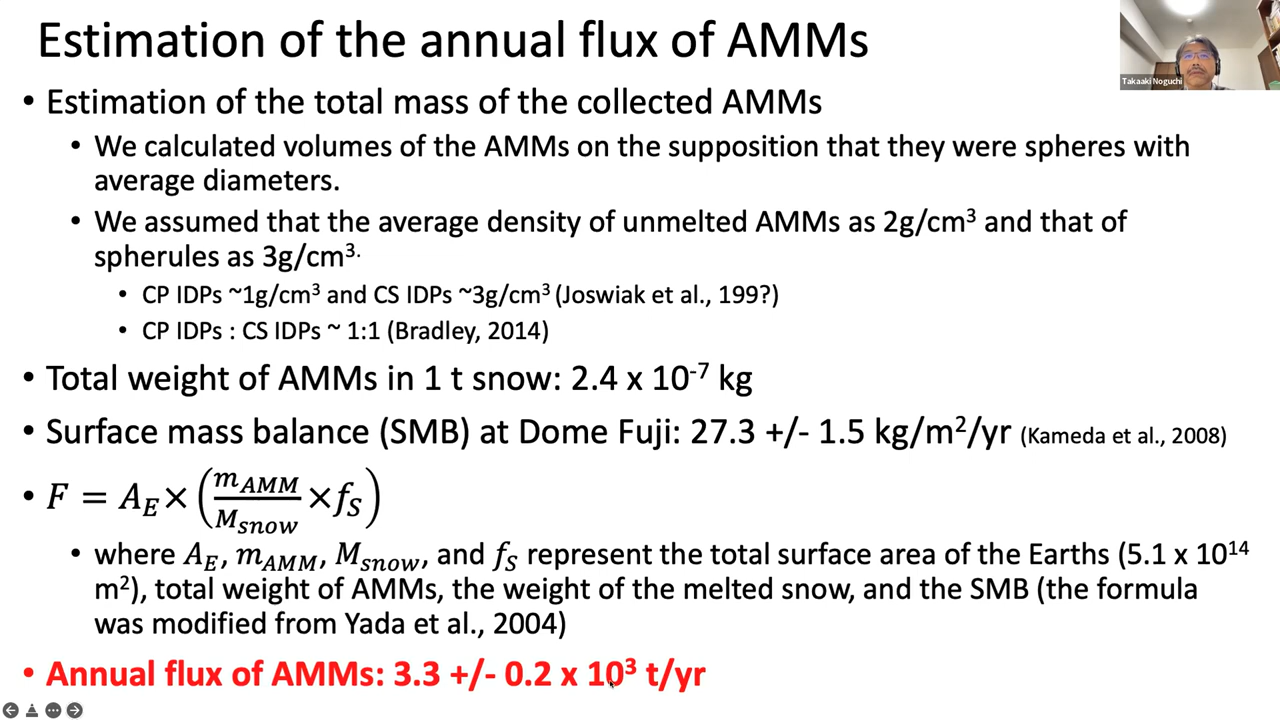 Estimation of the annual flux of AMMs
Takaaki Noguchi
• Estimation of the total mass of the collected AMMs
• We calculated volumes of the AMMs on the supposition that they were spheres with
average diameters.
• We assumed that the average density of unmelted AMMs as 2g/cm³ and that of
spherules as 3g/cm³·
• CP IDPs ~1g/cm³ and CS IDPs ~3g/cm³ (Joswiak et al., 199?)
• CP IDPs : CS IDPs ~ 1:1 (Bradley, 2014)
• Total weight of AMMs in 1 t snow: 2.4 x 10⁻⁷ kg
• Surface mass balance (SMB) at Dome Fuji: 27.3 +/- 1.5 kg/m²/yr (Kameda et al., 2008)
• F = A_E × (m_AMM / M_snow × f_S)
• where A_E, m_AMM, M_snow, and f_S represent the total surface area of the Earths (5.1 x 10¹⁴
m²), total weight of AMMs, the weight of the melted snow, and the SMB (the formula
was modified from Yada et al., 2004)
• Annual flux of AMMs: 3.3 +/- 0.2 x 10³ t/yr